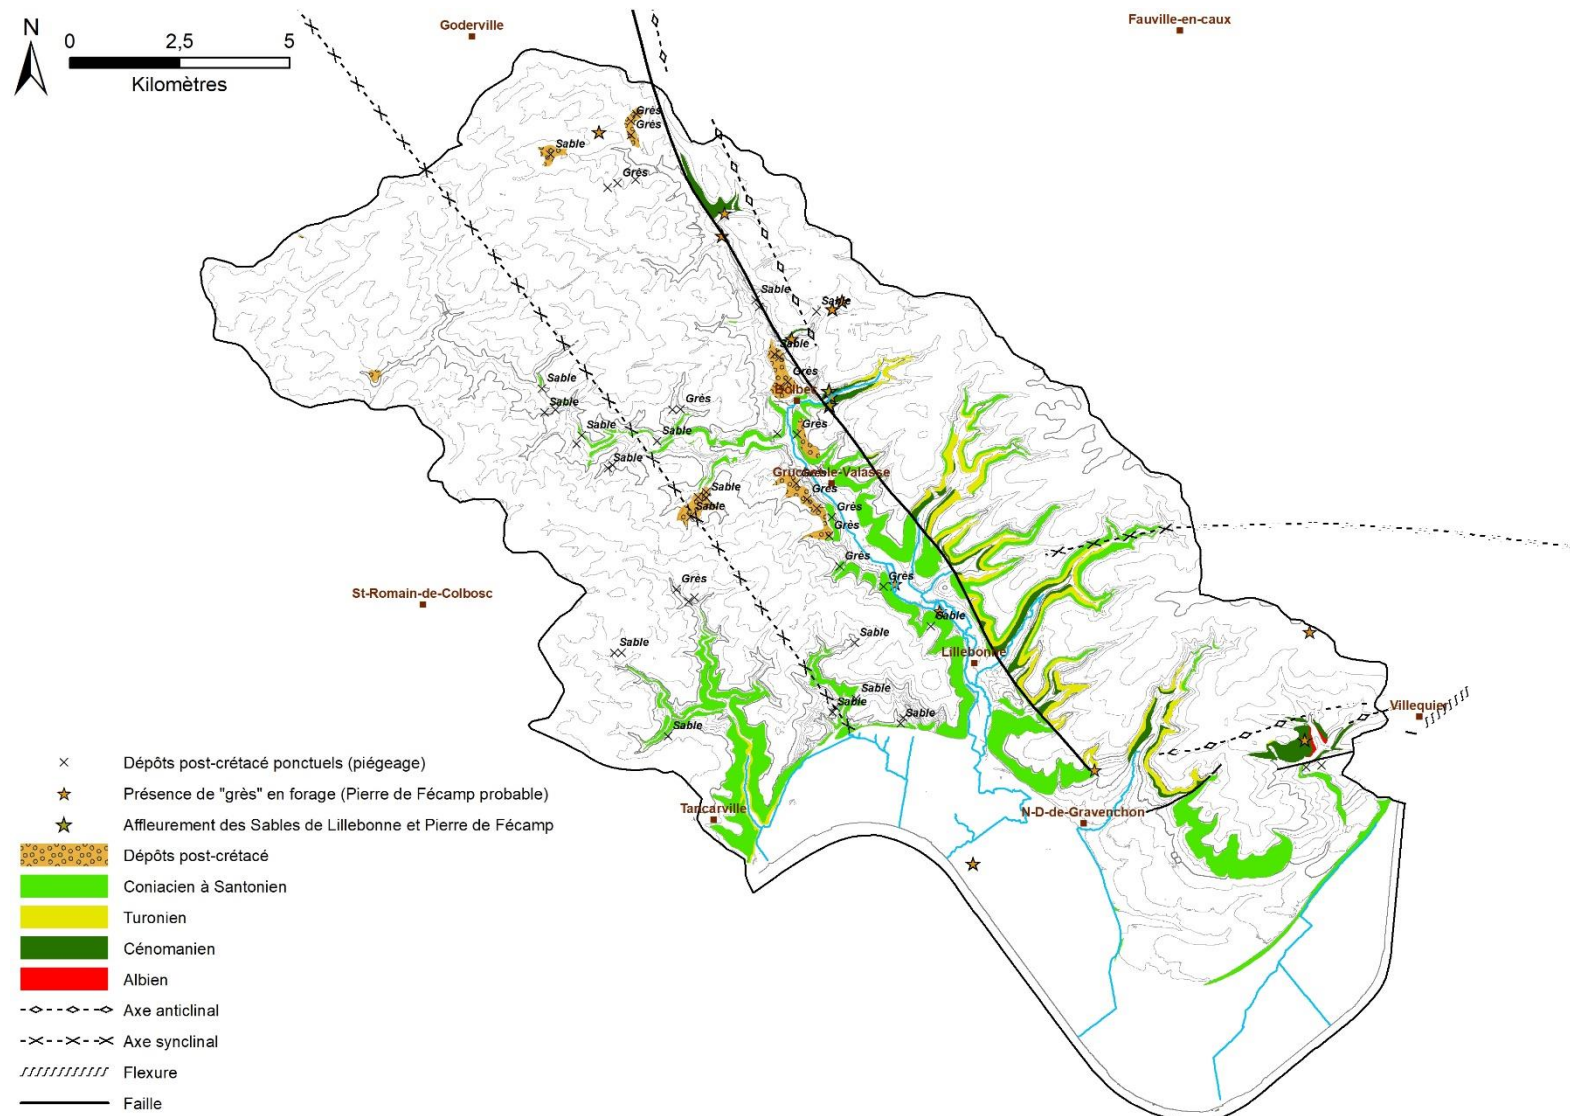 N
0 2,5 5
Kilomètres
Goderville
Fauville-en-caux
Grès
Grès
Sable
Grès
Sable
Sable
Sable
Grès
Bolbec
Sable
Grès
Sable
Sable
Sable
Grès
Sable
Gruchet-le-Valasse
Sable
Sable
Grès
Grès
Grès
Grès
Grès
Grès
St-Romain-de-Colbosc
Sable
Sable
Sable
Lillebonne
Sable
Sable
Sable
Sable
Villequier
Tancarville
N-D-de-Gravenchon
Dépôts post-crétacé ponctuels (piégeage)
Présence de "grès" en forage (Pierre de Fécamp probable)
Affleurement des Sables de Lillebonne et Pierre de Fécamp
Dépôts post-crétacé
Coniacien à Santonien
Turonien
Cénomanien
Albien
Axe anticlinal
Axe synclinal
Flexure
Faille